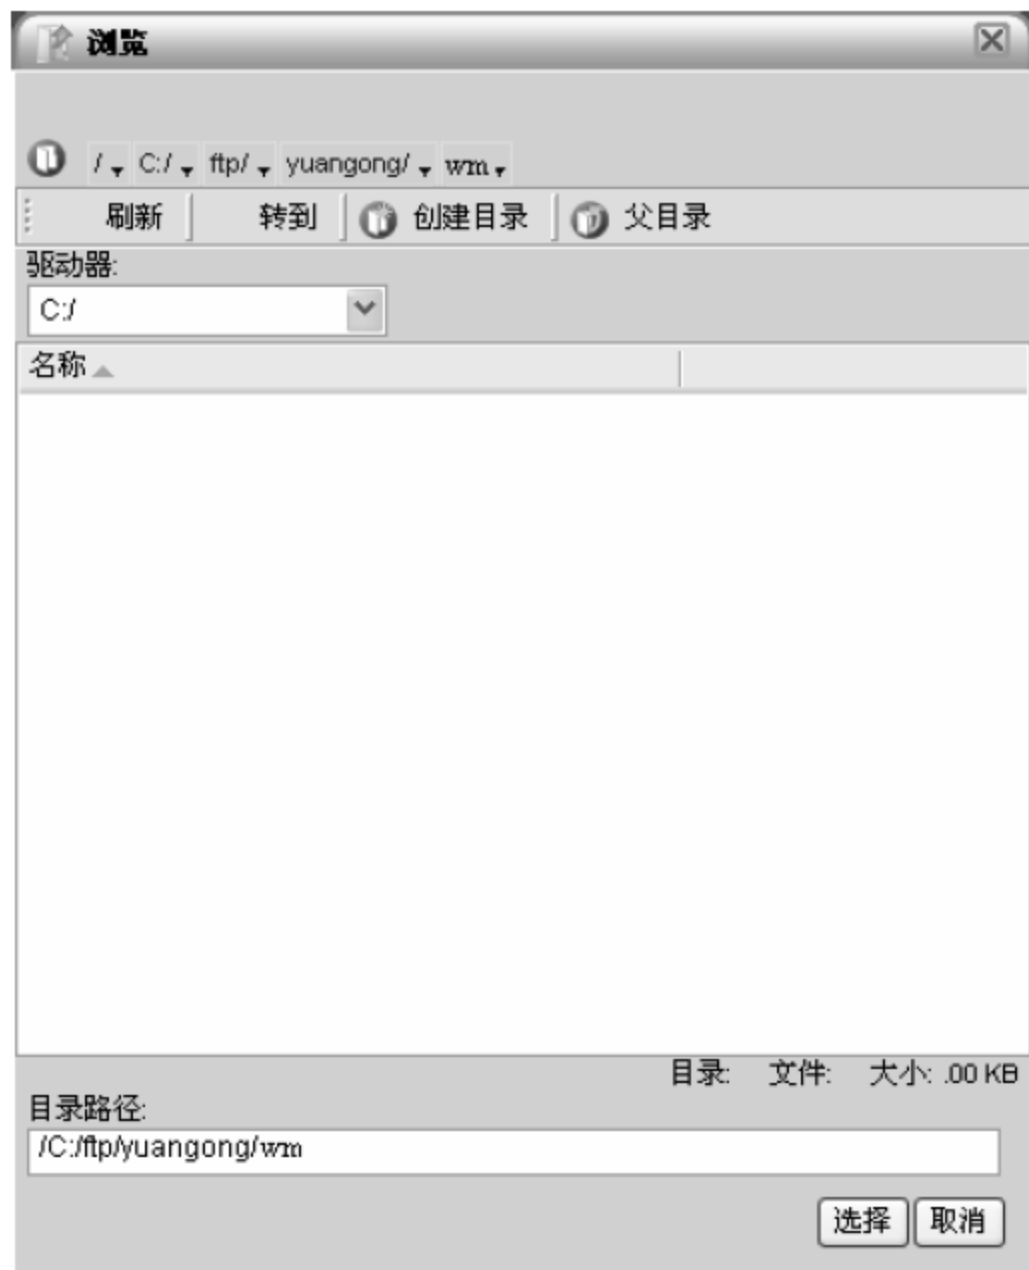 浏览
/ C:/ ftp/ yuangong/ wm
刷新 转到 创建目录 父目录
驱动器:
C:/
名称
目录: 文件: 大小: .00 KB
目录路径:
/C:/ftp/yuangong/wm
选择 取消